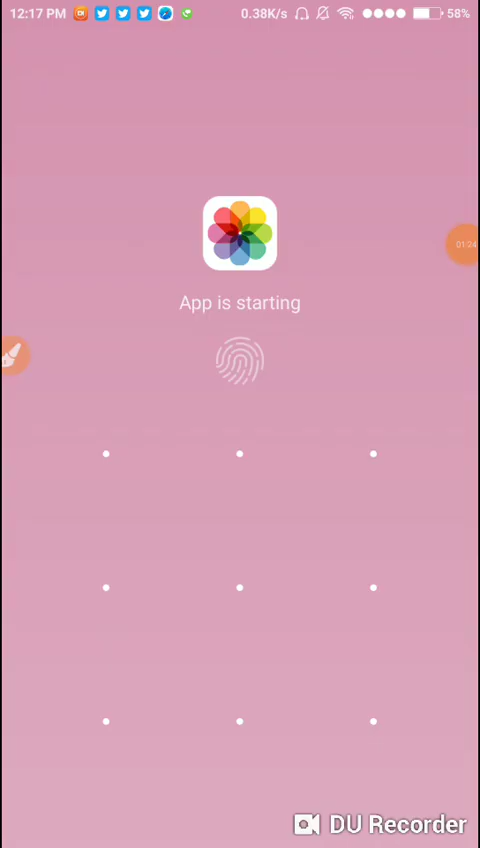 12:17 PM 0.38K/s 58%
App is starting
01:24
DU Recorder